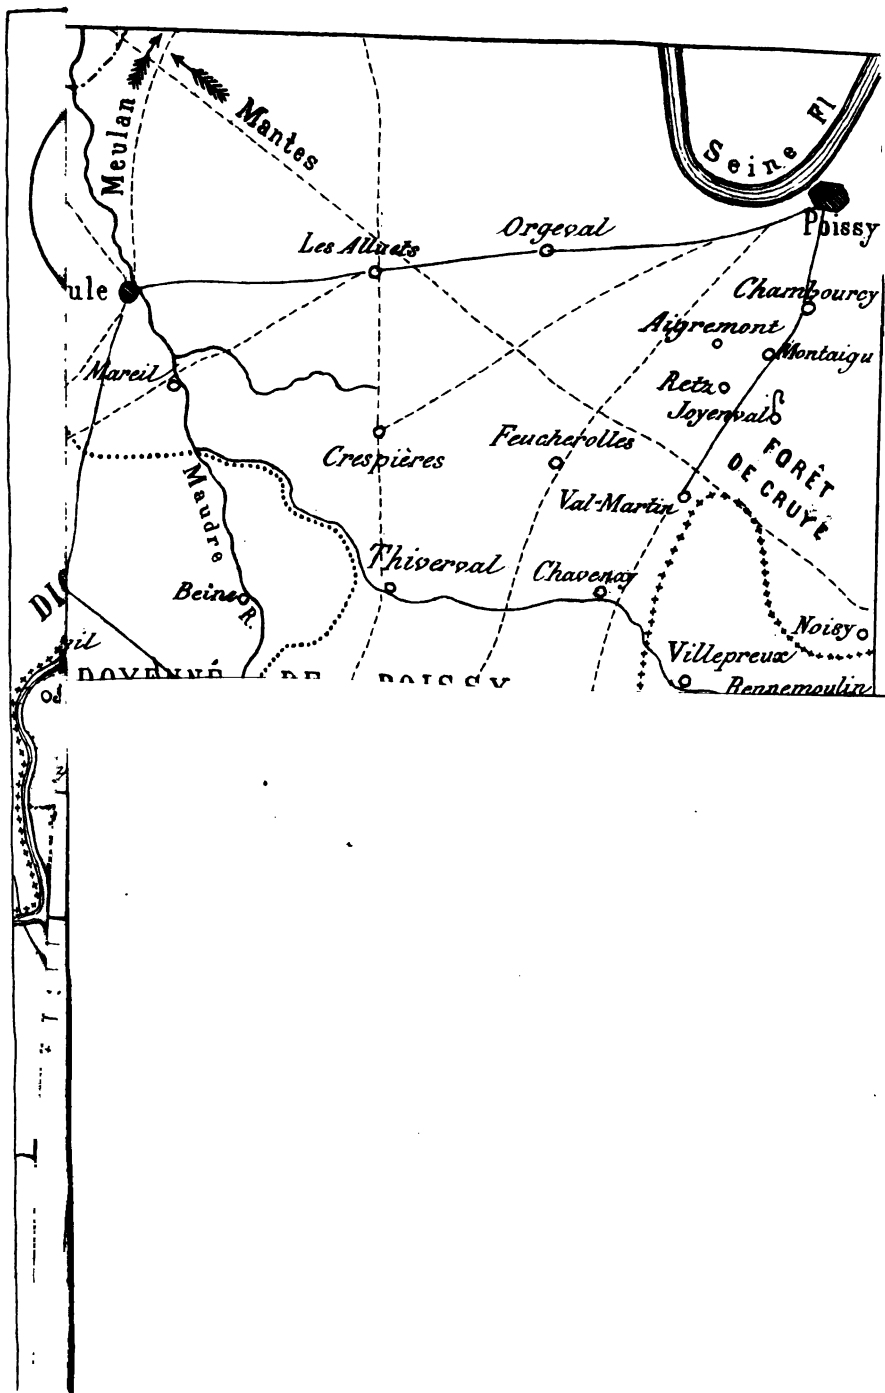 Meulan
Mantes
Seine Fl
Poissy
Orgeval
Les Alluets
ule
Chambourcy
Aigremont
Montaigu
Mareil
Retz
Joyenval
Feucherolles
Crespières
FORÊT
DE CRUYE
Val-Martin
Maudre
R.
Thiverval
Chavenay
Beine
Noisy
Villepreux
DOYENNÉ DE POISSY
Rennemoulin